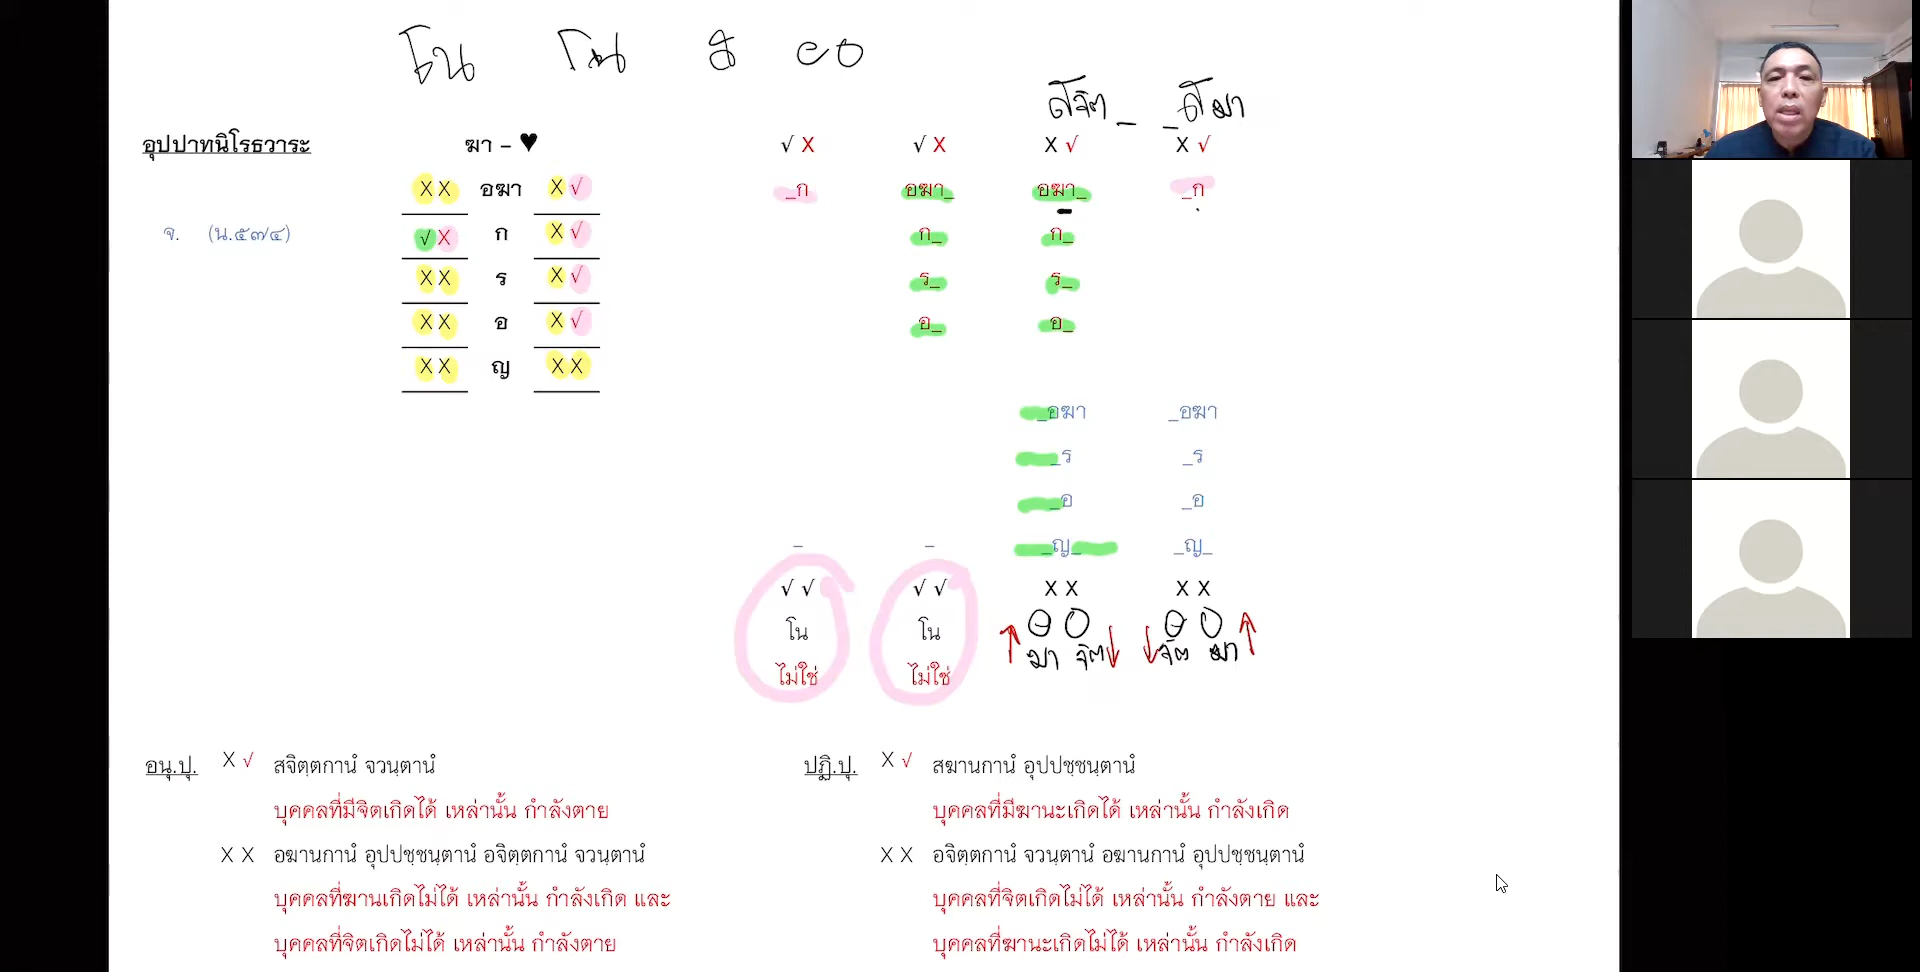 โน โน สิ ๔๐
สจิต_ _สฆา
อุปปาทนิโรธวาระ ฆา – ♥ √ X √ X X √ X √
X X อฆา X √ _ก อฆา_ อฆา_ _ก
จ. (น.๕๗๔) √ X ก X √ ก_ ก_
X X ร X √ ร_ ร_
X X อ X √ อ_ อ_
X X ญ X X
_อฆา _อฆา
_ร _ร
_อ _อ
_ _ _ญ_ _ญ_
√ √ √ √ X X X X
โน โน
ฆา จิต จิต ฆา
ไม่ใช่ ไม่ใช่
อนุ.ปุ. X √ สจิตฺตกานํ จวนฺตานํ
บุคคลที่มีจิตเกิดได้ เหล่านั้น กำลังตาย
X X อฆานกานํ อุปปชฺชนฺตานํ อจิตฺตกานํ จวนฺตานํ
บุคคลที่ฆานเกิดไม่ได้ เหล่านั้น กำลังเกิด และ
บุคคลที่จิตเกิดไม่ได้ เหล่านั้น กำลังตาย
ปฏิ.ปุ. X √ สฆานกานํ อุปปชฺชนฺตานํ
บุคคลที่มีฆานะเกิดได้ เหล่านั้น กำลังเกิด
X X อจิตฺตกานํ จวนฺตานํ อฆานกานํ อุปปชฺชนฺตานํ
บุคคลที่จิตเกิดไม่ได้ เหล่านั้น กำลังตาย และ
บุคคลที่ฆานะเกิดไม่ได้ เหล่านั้น กำลังเกิด